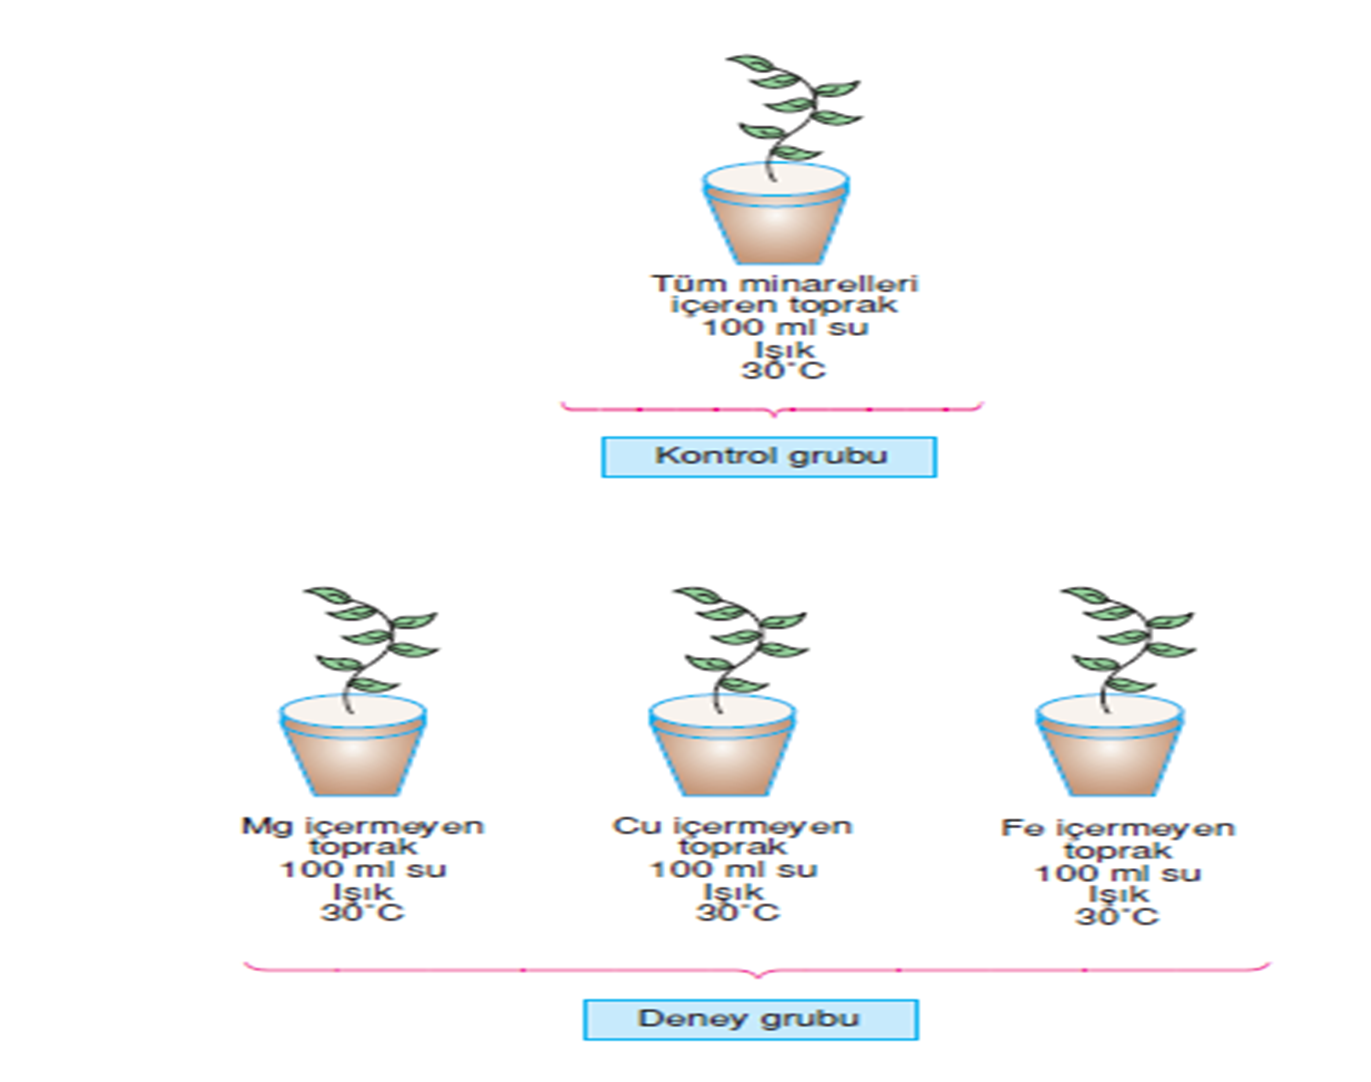 Tüm minarelleri
içeren toprak
100 ml su
Işık
30°C
Kontrol grubu
Mg içermeyen
toprak
100 ml su
Işık
30°C
Cu içermeyen
toprak
100 ml su
Işık
30°C
Fe içermeyen
toprak
100 ml su
Işık
30°C
Deney grubu